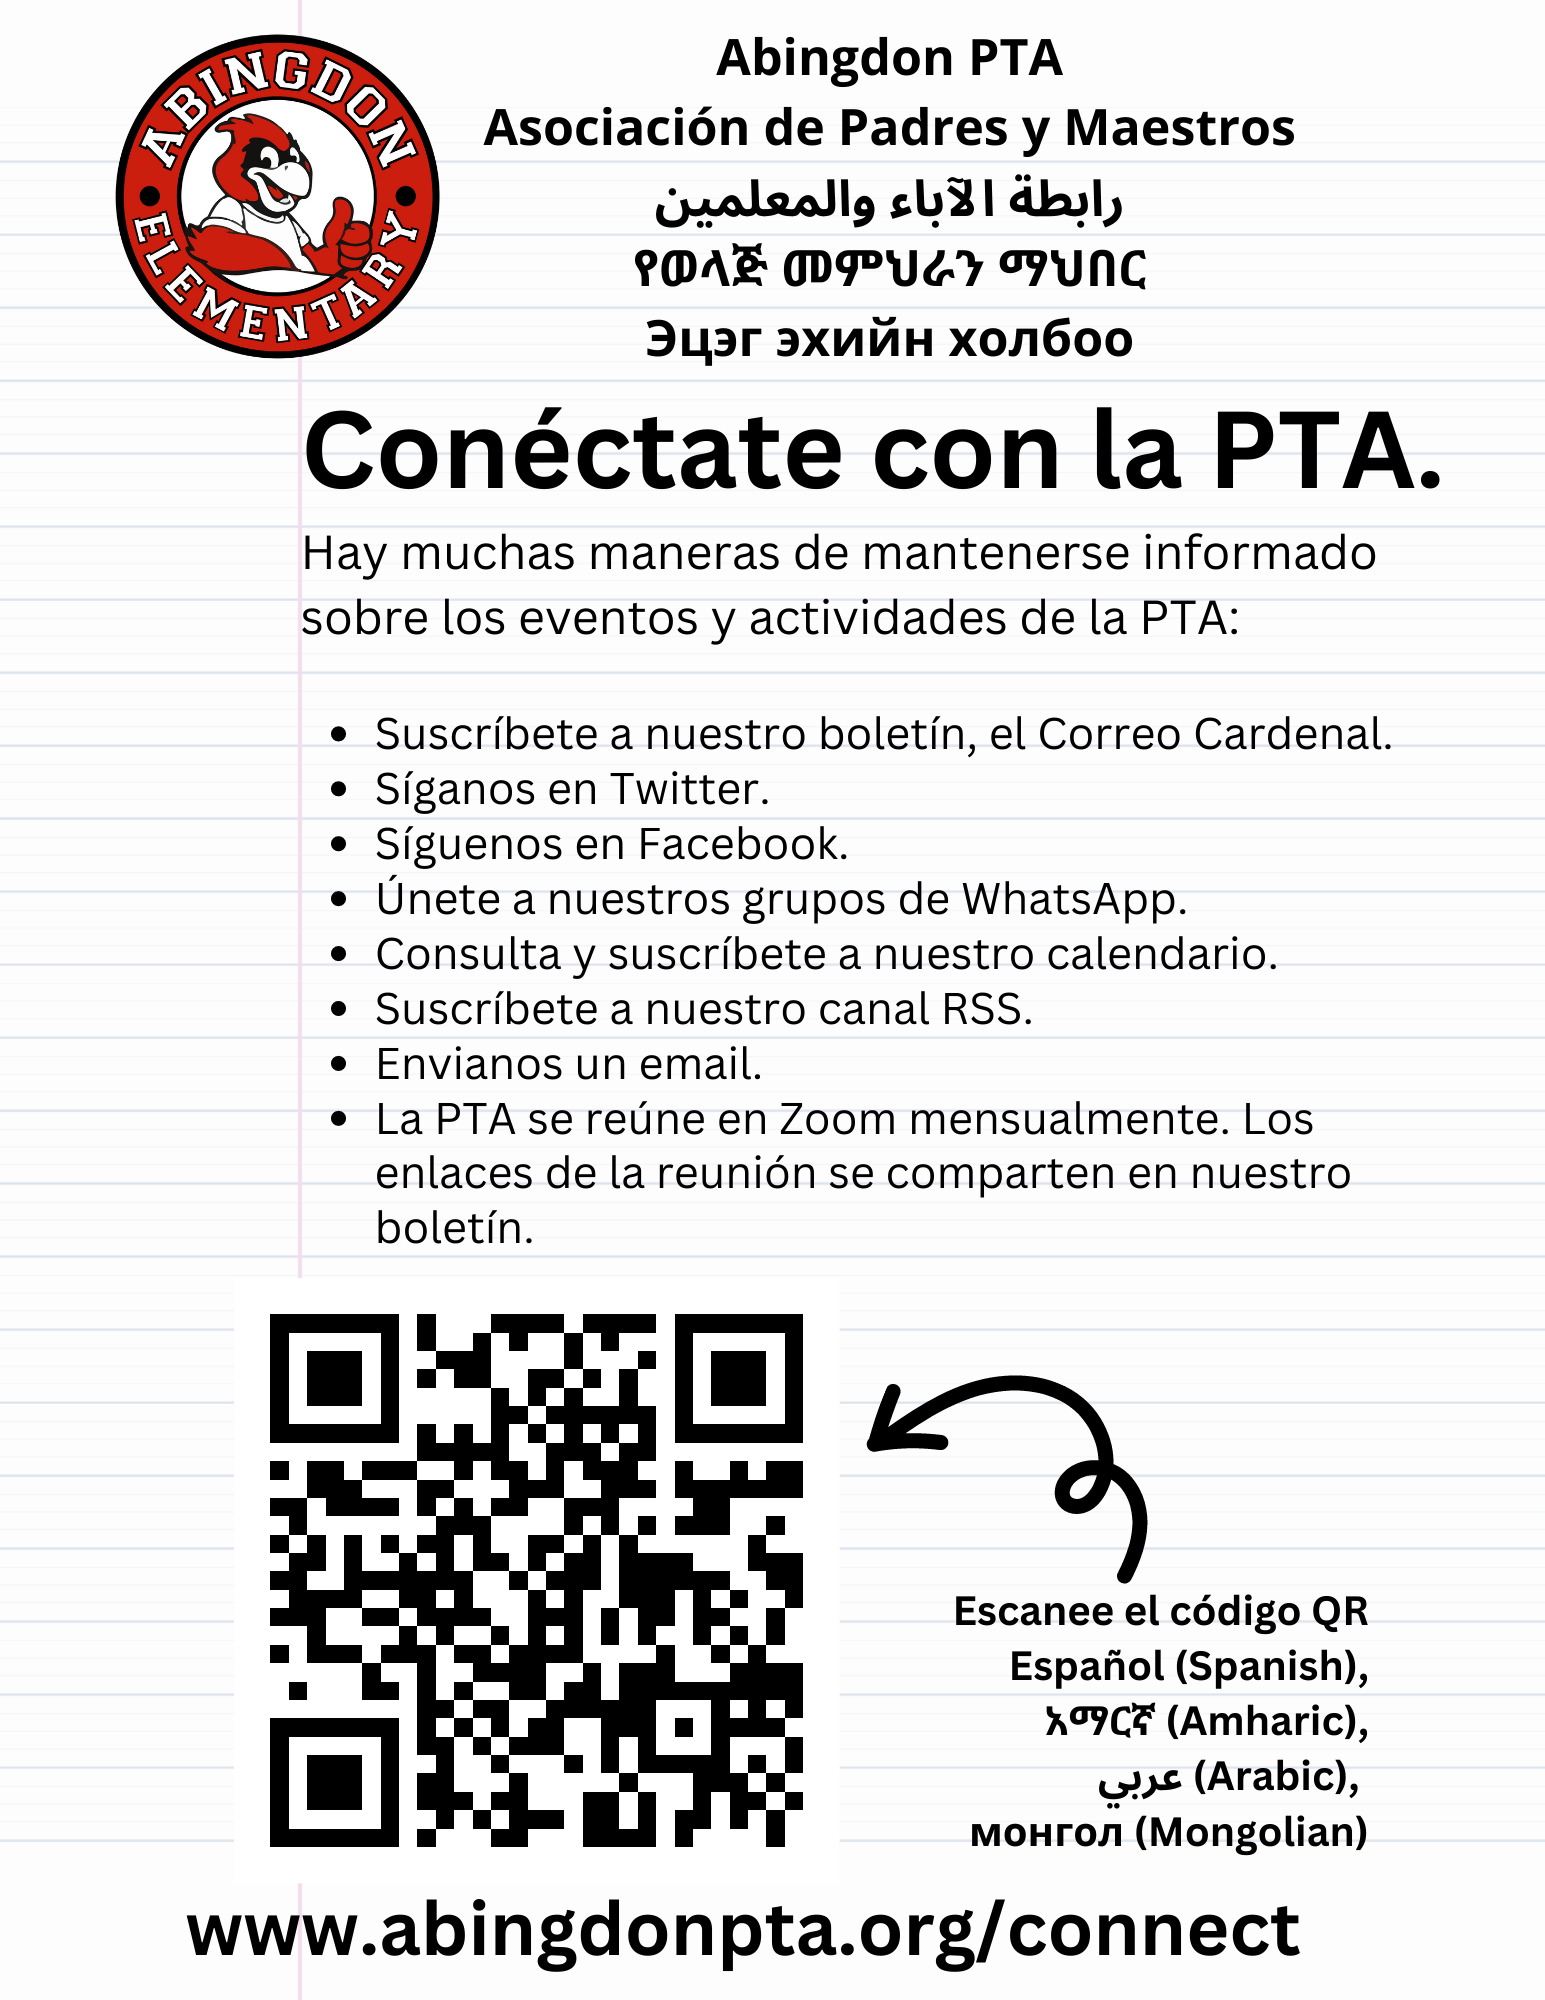 ABINGDON
ELEMENTARY
Abingdon PTA
Asociación de Padres y Maestros
رابطة الآباء والمعلمين
የወላጅ መምህራን ማህበር
Эцэг эхийн холбоо
Conéctate con la PTA.
Hay muchas maneras de mantenerse informado
sobre los eventos y actividades de la PTA:
• Suscríbete a nuestro boletín, el Correo Cardenal.
• Síganos en Twitter.
• Síguenos en Facebook.
• Únete a nuestros grupos de WhatsApp.
• Consulta y suscríbete a nuestro calendario.
• Suscríbete a nuestro canal RSS.
• Envianos un email.
• La PTA se reúne en Zoom mensualmente. Los
enlaces de la reunión se comparten en nuestro
boletín.
Escanee el código QR
Español (Spanish),
አማርኛ (Amharic),
عربي (Arabic),
монгол (Mongolian)
www.abingdonpta.org/connect